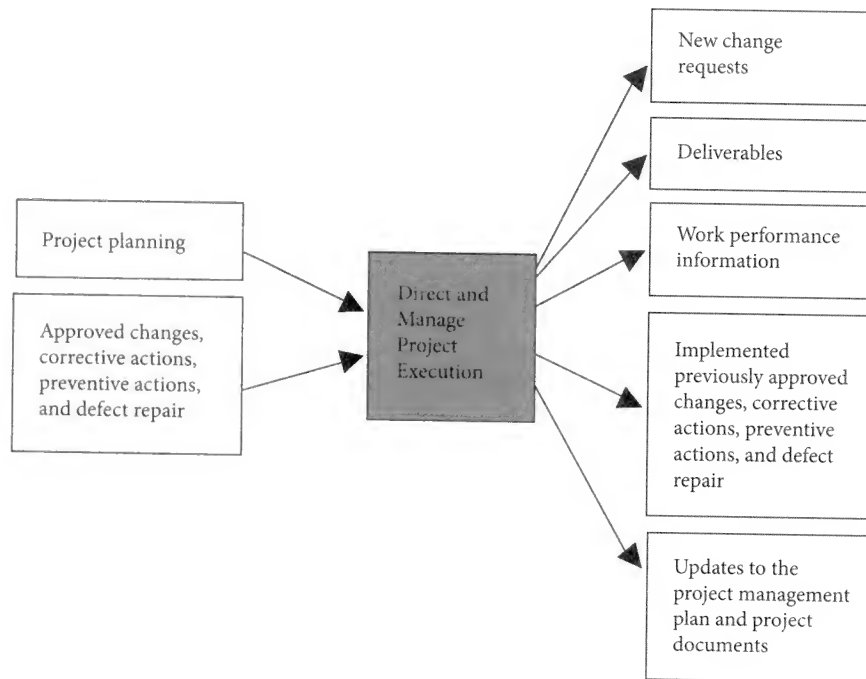 Project planning
Approved changes,
corrective actions,
preventive actions,
and defect repair
Direct and
Manage
Project
Execution
New change
requests
Deliverables
Work performance
information
Implemented
previously approved
changes, corrective
actions, preventive
actions, and defect
repair
Updates to the
project management
plan and project
documents